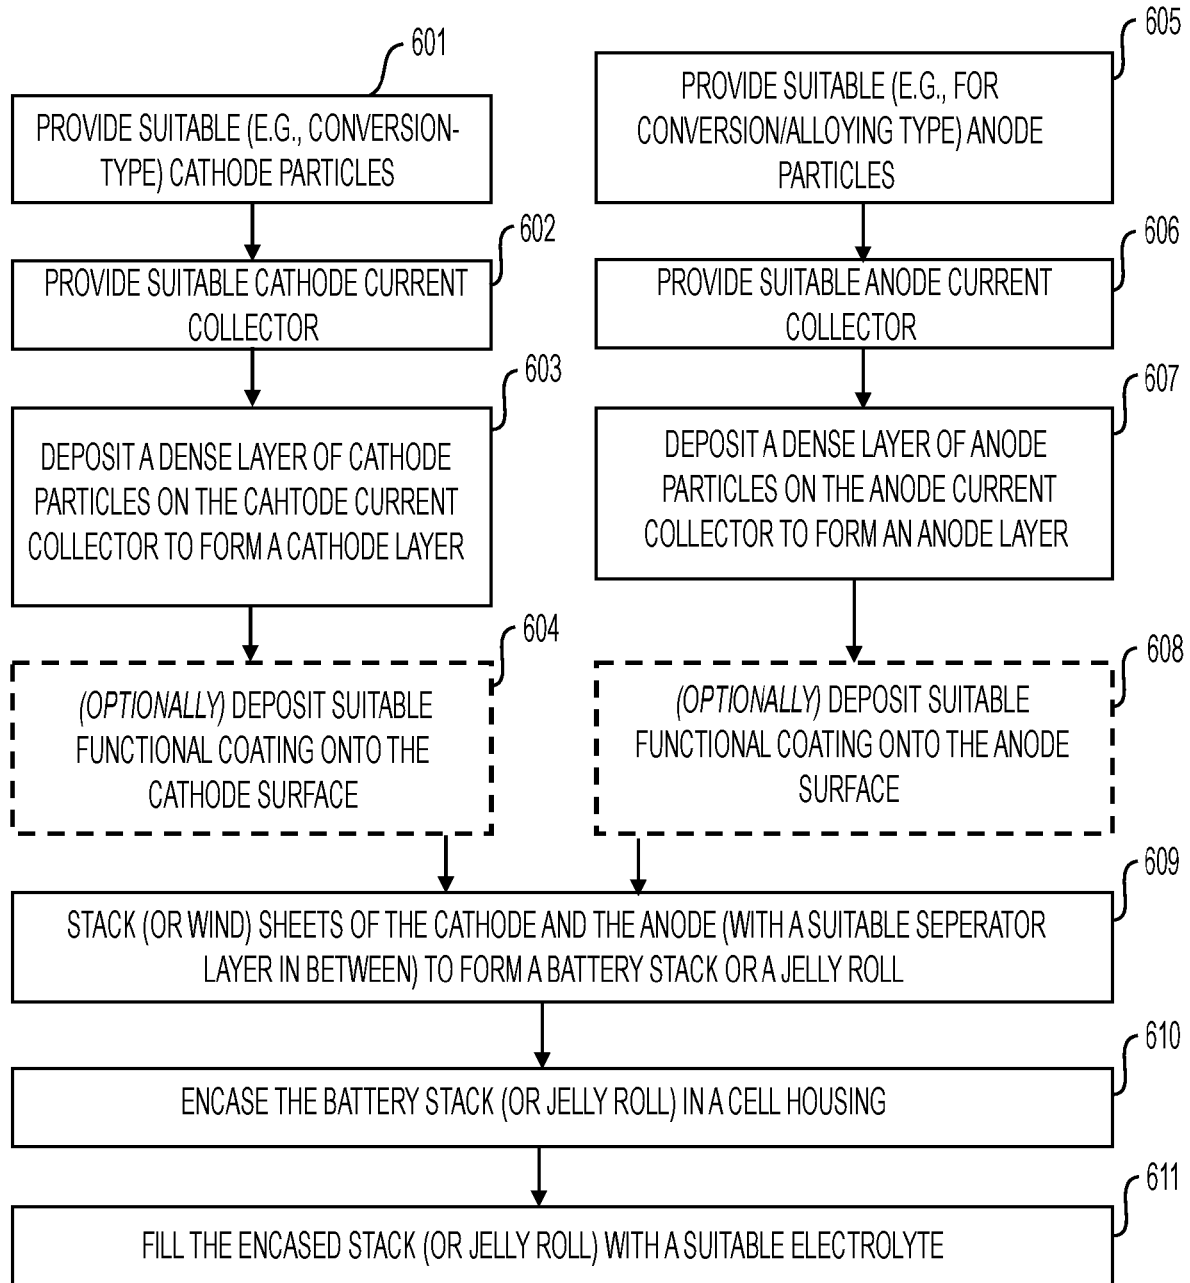 601
PROVIDE SUITABLE (E.G., CONVERSION-
TYPE) CATHODE PARTICLES
602
PROVIDE SUITABLE CATHODE CURRENT
COLLECTOR
603
DEPOSIT A DENSE LAYER OF CATHODE
PARTICLES ON THE CAHTODE CURRENT
COLLECTOR TO FORM A CATHODE LAYER
604
(OPTIONALLY) DEPOSIT SUITABLE
FUNCTIONAL COATING ONTO THE
CATHODE SURFACE
605
PROVIDE SUITABLE (E.G., FOR
CONVERSION/ALLOYING TYPE) ANODE
PARTICLES
606
PROVIDE SUITABLE ANODE CURRENT
COLLECTOR
607
DEPOSIT A DENSE LAYER OF ANODE
PARTICLES ON THE ANODE CURRENT
COLLECTOR TO FORM AN ANODE LAYER
608
(OPTIONALLY) DEPOSIT SUITABLE
FUNCTIONAL COATING ONTO THE ANODE
SURFACE
609
STACK (OR WIND) SHEETS OF THE CATHODE AND THE ANODE (WITH A SUITABLE SEPERATOR
LAYER IN BETWEEN) TO FORM A BATTERY STACK OR A JELLY ROLL
610
ENCASE THE BATTERY STACK (OR JELLY ROLL) IN A CELL HOUSING
611
FILL THE ENCASED STACK (OR JELLY ROLL) WITH A SUITABLE ELECTROLYTE